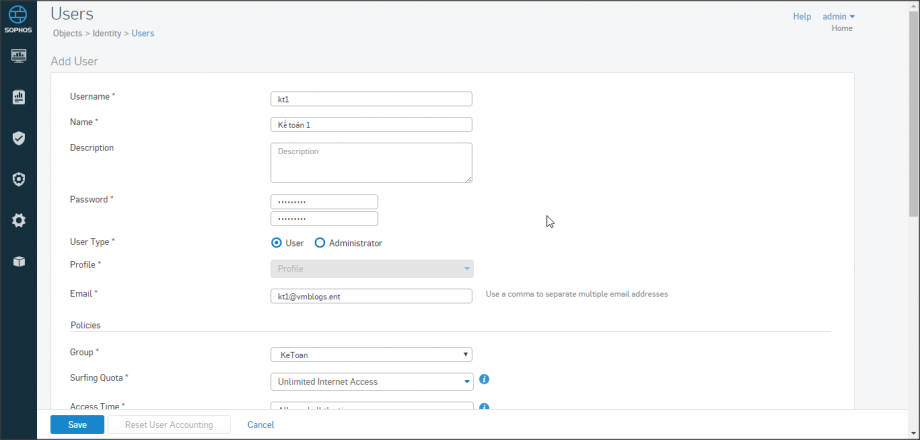 Users
Help admin
SOPHOS
Objects > Identity > Users
Home
Add User
Username *
kt1
Name *
Kế toán 1
Description
Description
Password *
User Type *
User Administrator
Profile *
Profile
Email *
kt1@vmblogs.ent
Use a comma to separate multiple email addresses
Policies
Group *
KeToan
Surfing Quota *
Unlimited Internet Access
Access Time *
Save
Reset User Accounting
Cancel